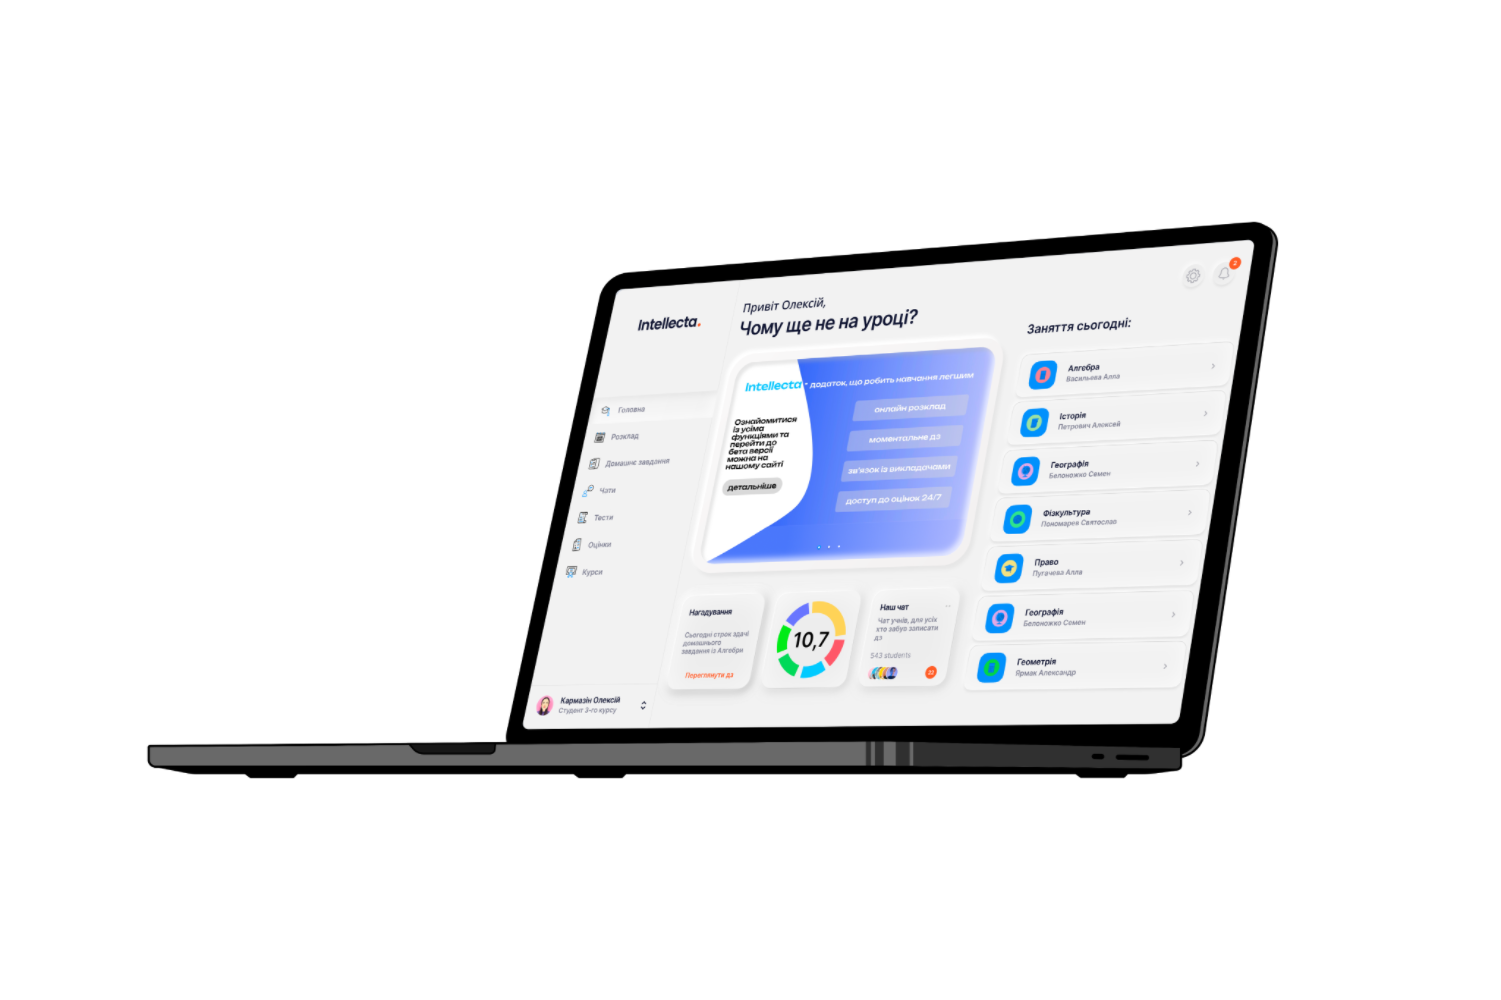 Intellecta.
Головна
Розклад
Домашнє завдання
Чати
Тести
Оцінки
Курси
Кармазін Олексій
Студент 3-го курсу
Привіт Олексій,
Чому ще не на уроці?
Intellecta - додаток, що робить навчання легшим
Ознайомитися
із усіма
функціями та
перейти до
бета версії
можна на
нашому сайті
детальніше
онлайн розклад
моментальне дз
зв'язок із викладачами
доступ до оцінок 24/7
Нагадування
Сьогодні строк здачі
домашнього
завдання із Алгебри
Переглянути дз
10,7
Наш чат
Чат учнів, для усіх
хто забув записати
дз
543 students
22
2
Заняття сьогодні:
Алгебра
Васильєва Алла
Історія
Петрович Алексей
Географія
Белоножко Семен
Фізкультура
Пономарев Святослав
Право
Пугачева Алла
Географія
Белоножко Семен
Геометрія
Ярмак Александр